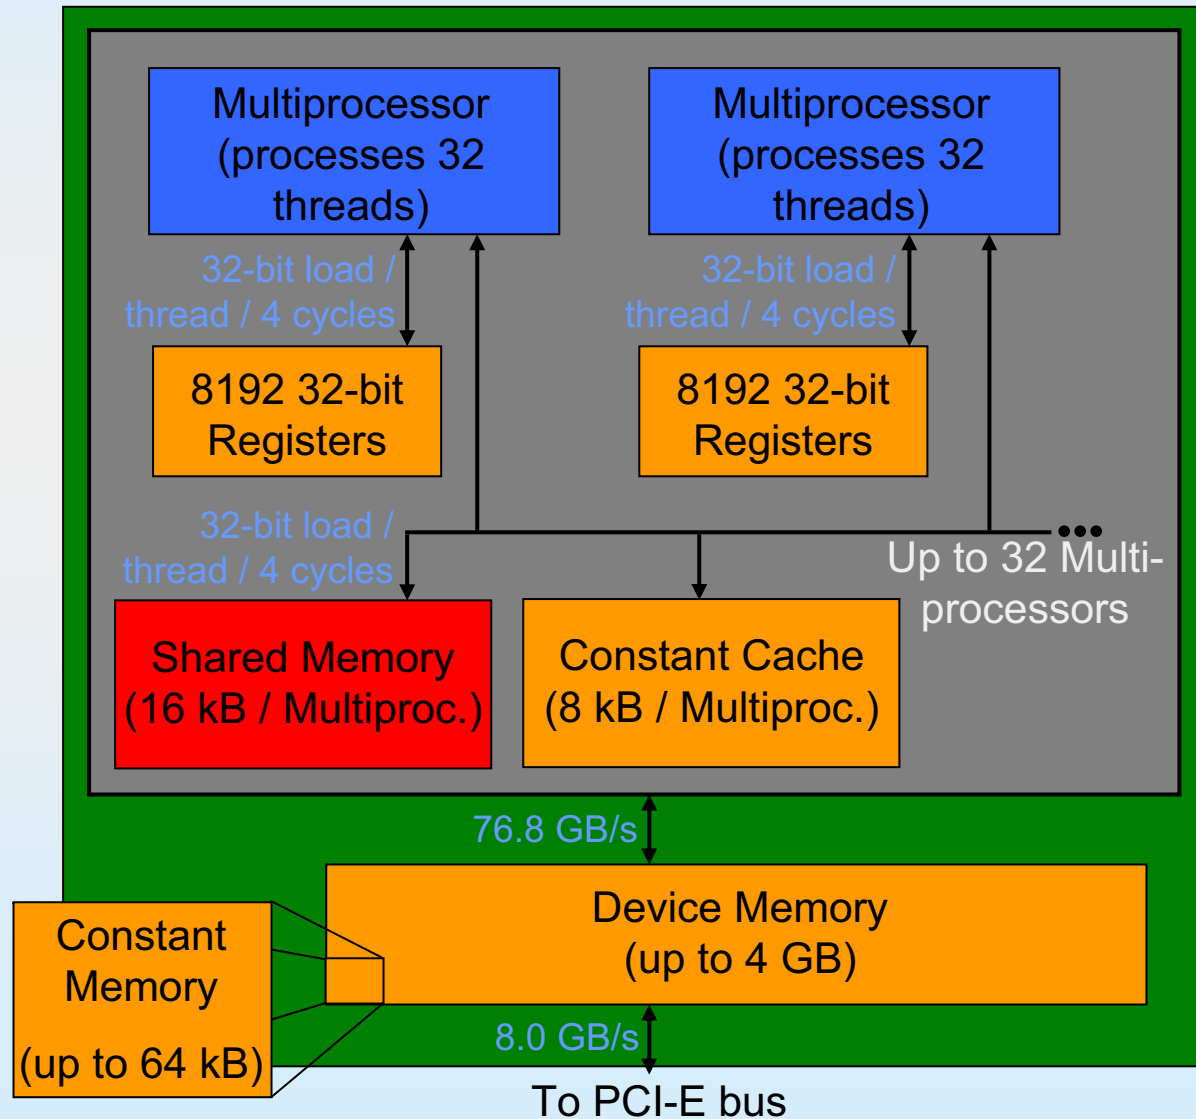 Multiprocessor
(processes 32
threads)
Multiprocessor
(processes 32
threads)
32-bit load /
thread / 4 cycles
32-bit load /
thread / 4 cycles
8192 32-bit
Registers
8192 32-bit
Registers
32-bit load /
thread / 4 cycles
Up to 32 Multi-
processors
Shared Memory
(16 kB / Multiproc.)
Constant Cache
(8 kB / Multiproc.)
76.8 GB/s
Device Memory
(up to 4 GB)
Constant
Memory
(up to 64 kB)
8.0 GB/s
To PCI-E bus